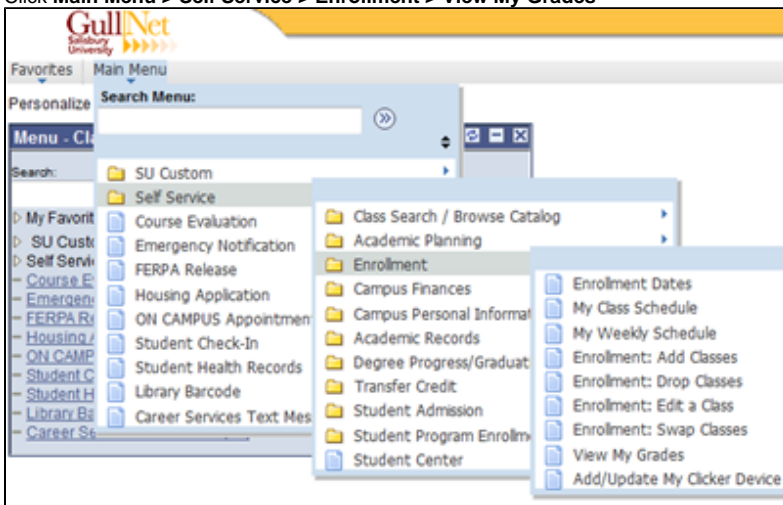 Click Main Menu > Self Service > Enrollment > View My Grades
GullNet
Salisbury
University
Favorites Main Menu
Personalize
Search Menu:
Menu - Cla
Search:
SU Custom
Self Service
Course Evaluation
Emergency Notification
FERPA Release
Housing Application
ON CAMPUS Appointmen
Student Check-In
Student Health Records
Library Barcode
Career Services Text Mes
My Favorit
SU Custo
Self Servi
Course E
Emergen
FERPA Re
Housing A
ON CAMP
Student C
Student H
Library Ba
Career Se
Class Search / Browse Catalog
Academic Planning
Enrollment
Campus Finances
Campus Personal Informat
Academic Records
Degree Progress/Graduat
Transfer Credit
Student Admission
Student Program Enrollm
Student Center
Enrollment Dates
My Class Schedule
My Weekly Schedule
Enrollment: Add Classes
Enrollment: Drop Classes
Enrollment: Edit a Class
Enrollment: Swap Classes
View My Grades
Add/Update My Clicker Device